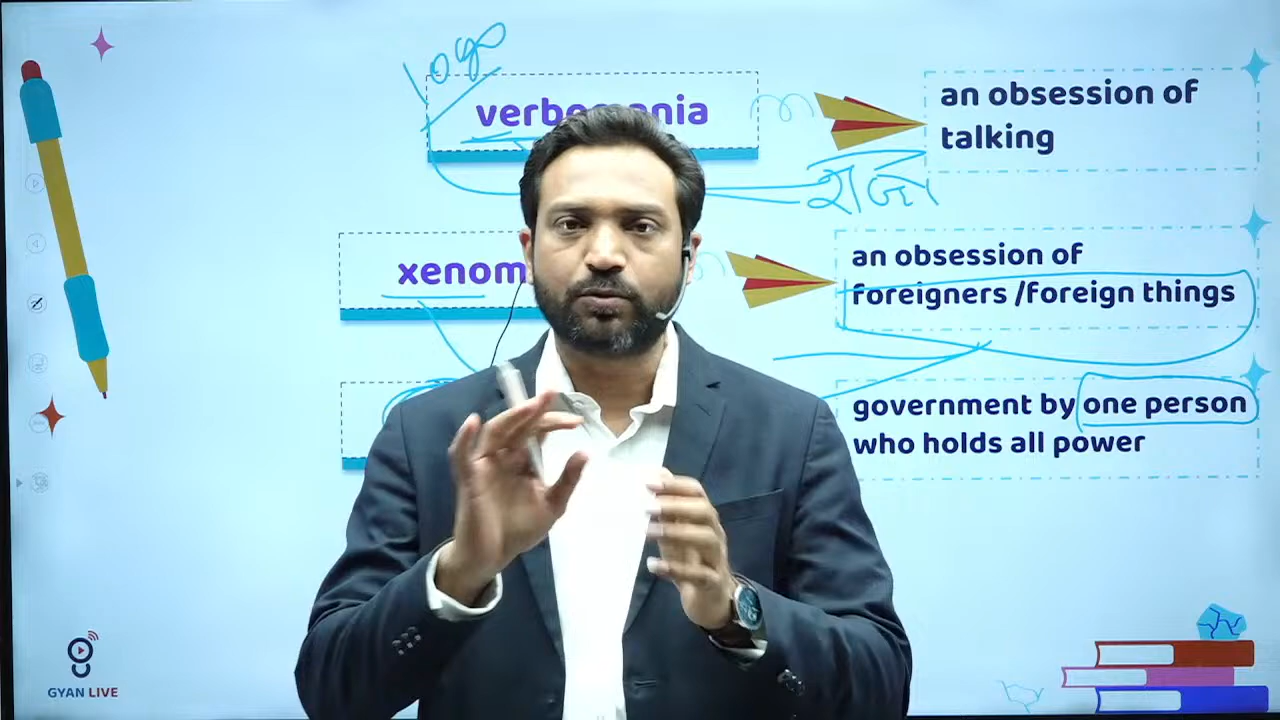 Logo
verbomania
an obsession of
talking
राजा
xenom
an obsession of
foreigners /foreign things
government by one person
who holds all power
GYAN LIVE